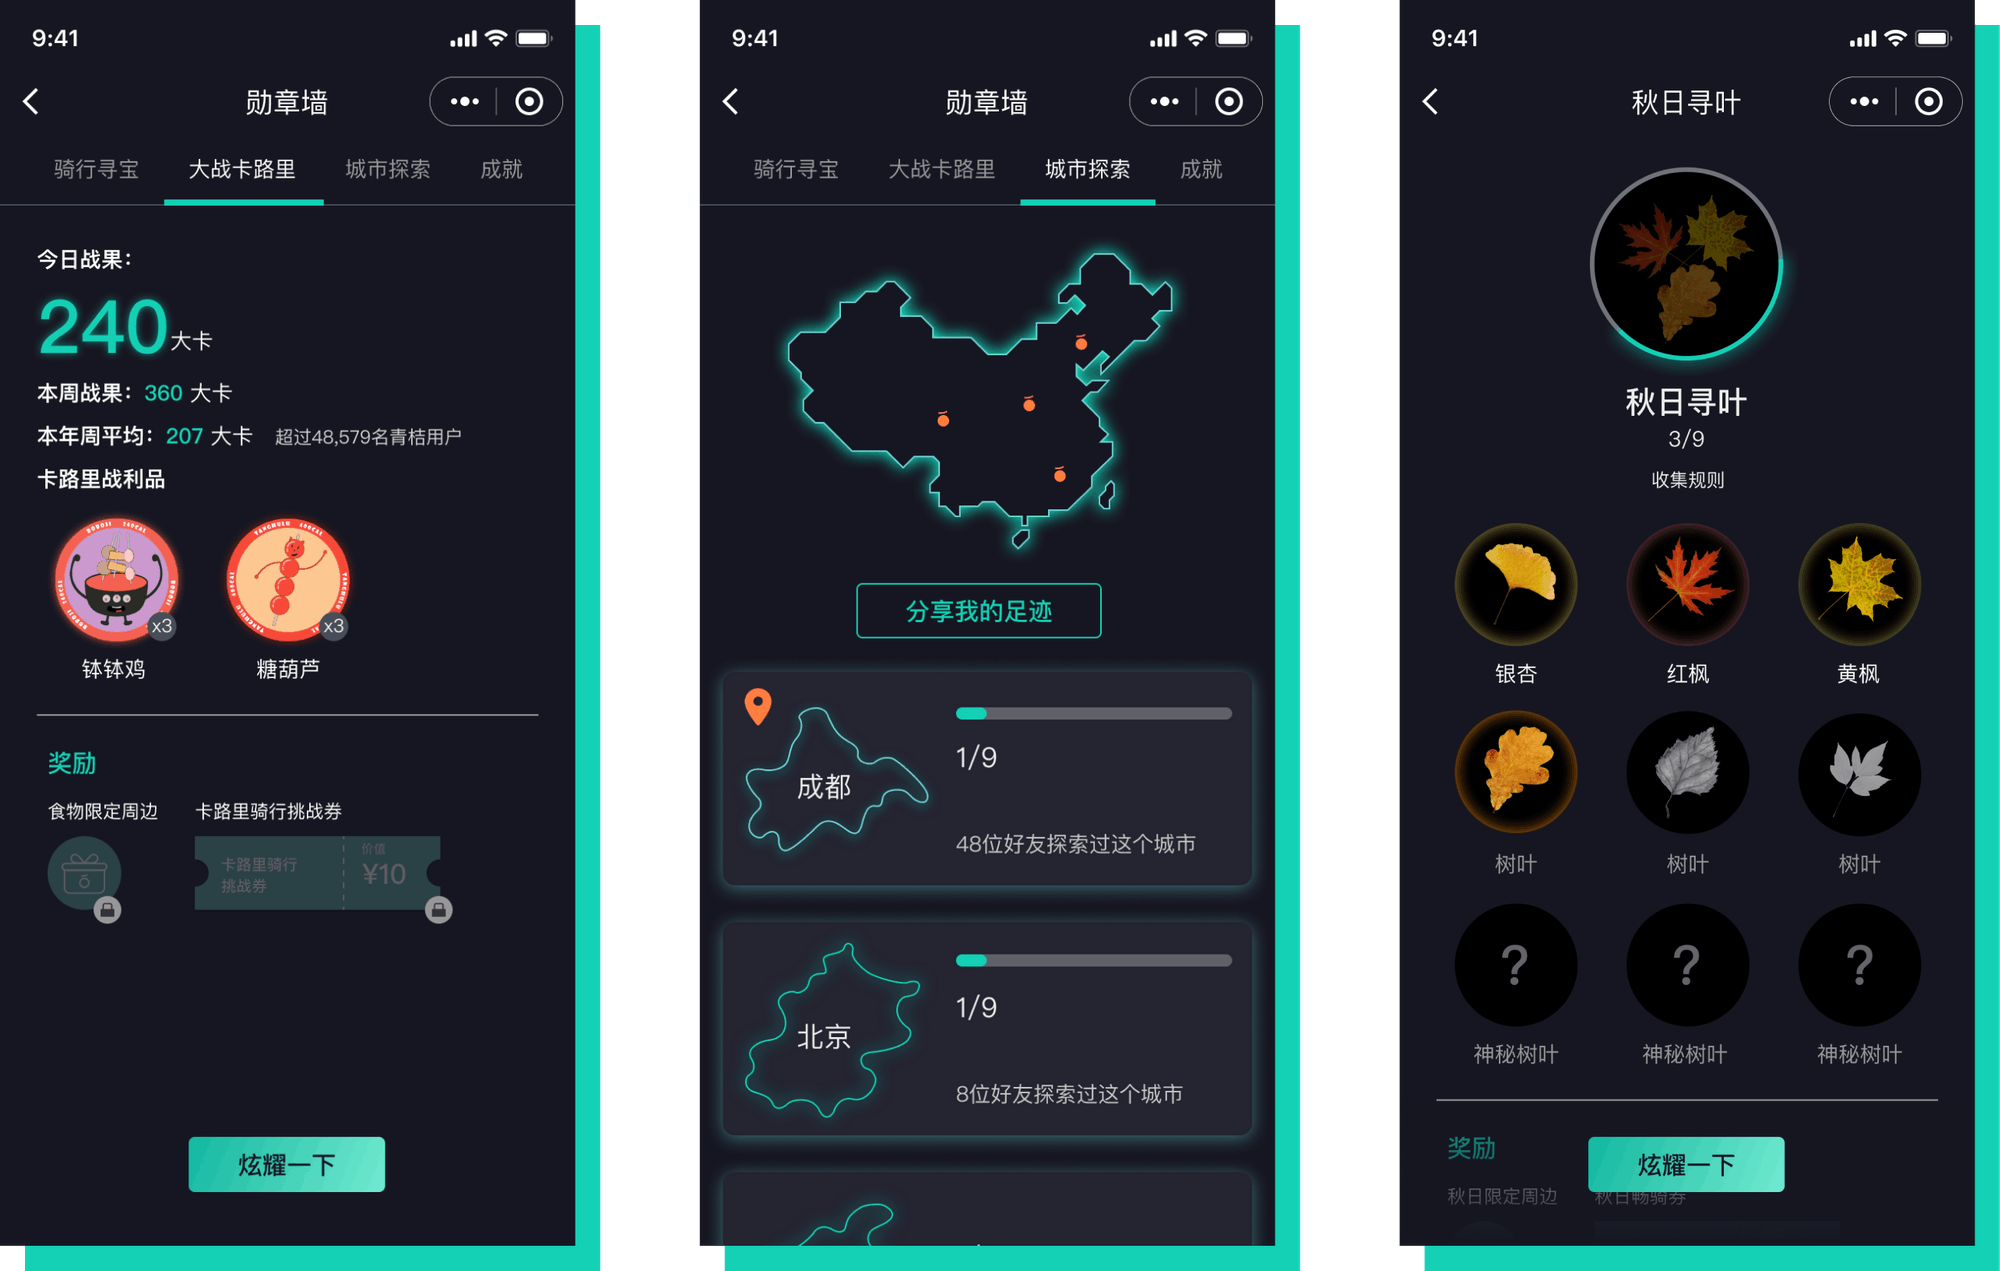 9:41
勋章墙
骑行寻宝 大战卡路里 城市探索 成就
今日战果：
240大卡
本周战果：360 大卡
本年周平均：207 大卡 超过48,579名青桔用户
卡路里战利品
x3 x3
钵钵鸡 糖葫芦
奖励
食物限定周边 卡路里骑行挑战券
卡路里骑行
挑战券
价值
¥10
炫耀一下
9:41
勋章墙
骑行寻宝 大战卡路里 城市探索 成就
分享我的足迹
成都
1/9
48位好友探索过这个城市
北京
1/9
8位好友探索过这个城市
9:41
秋日寻叶
秋日寻叶
3/9
收集规则
银杏 红枫 黄枫
树叶 树叶 树叶
? ? ?
神秘树叶 神秘树叶 神秘树叶
奖励
炫耀一下
秋日限定周边 秋日畅骑券